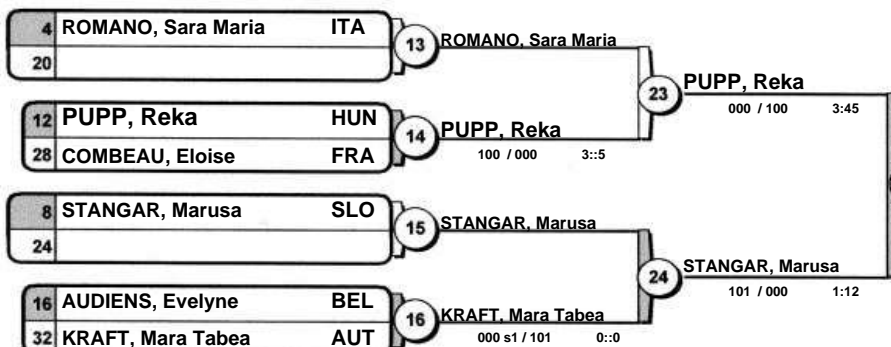 4 ROMANO, Sara Maria ITA
20
13 ROMANO, Sara Maria
12 PUPP, Reka HUN
28 COMBEAU, Eloise FRA
14 PUPP, Reka
100 / 000 3::5
23 PUPP, Reka
000 / 100 3:45
8 STANGAR, Marusa SLO
24
15 STANGAR, Marusa
16 AUDIENS, Evelyne BEL
32 KRAFT, Mara Tabea AUT
16 KRAFT, Mara Tabea
000 s1 / 101 0::0
24 STANGAR, Marusa
101 / 000 1:12